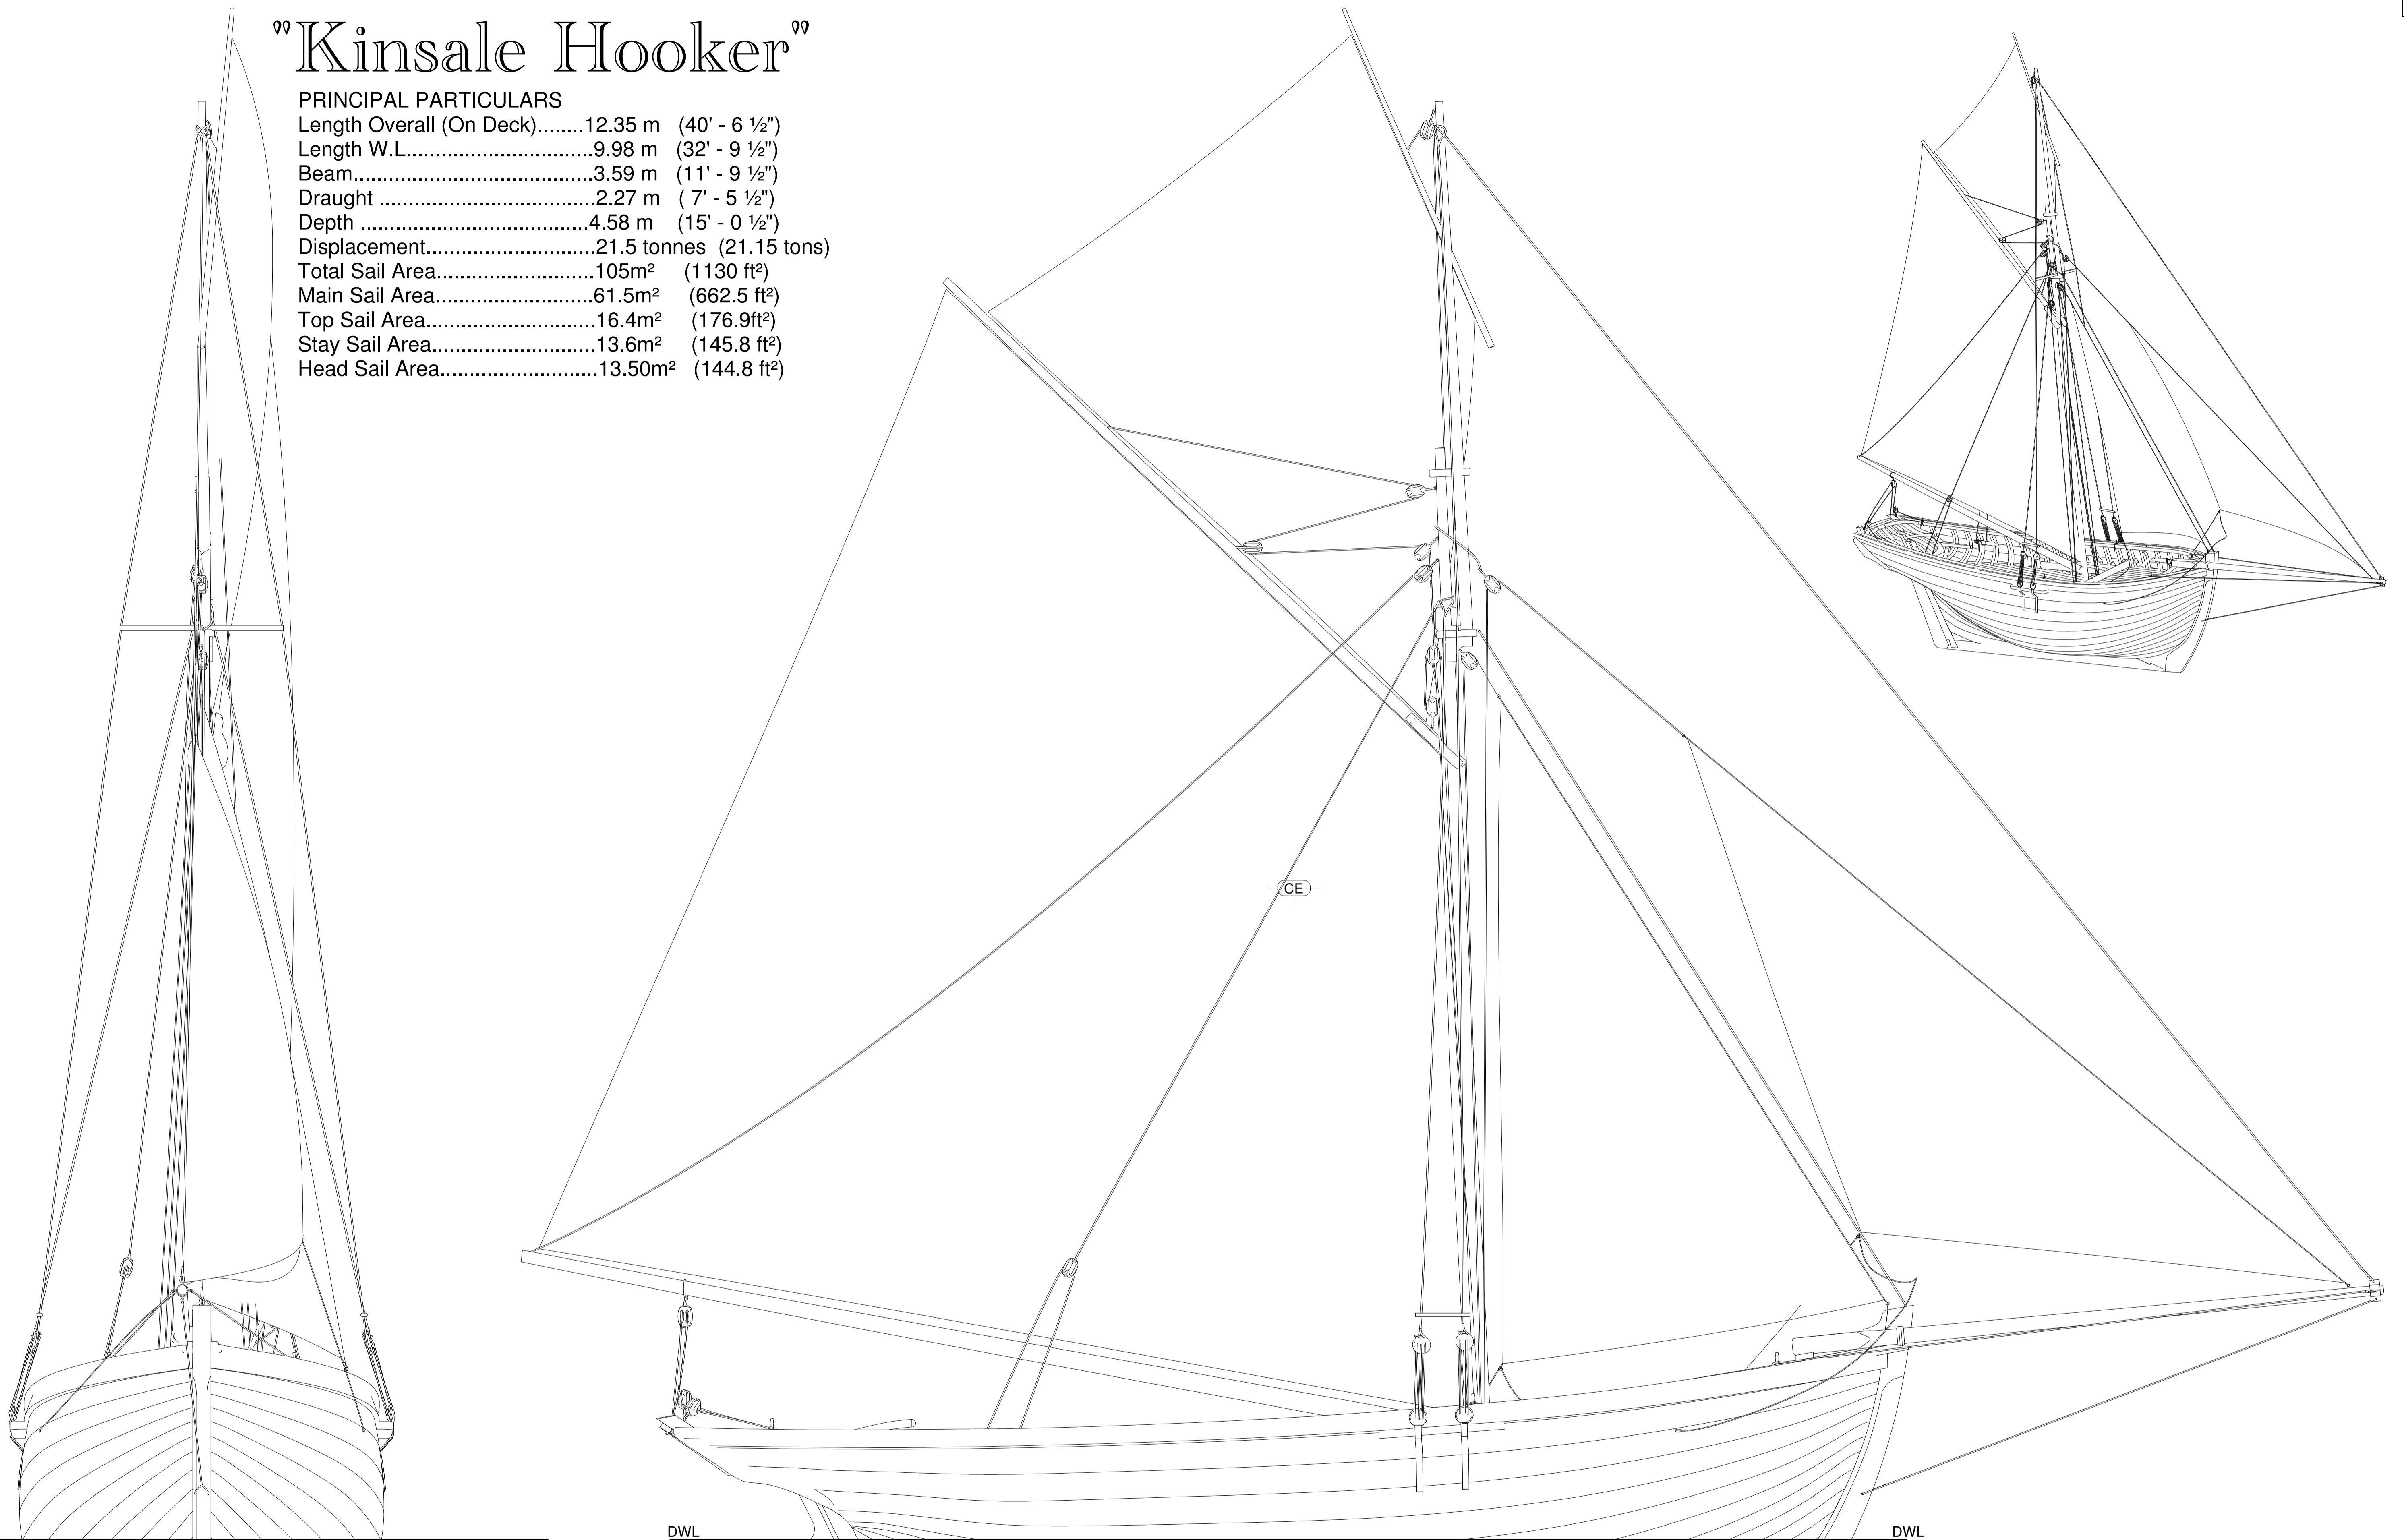 "Kinsale Hooker"
PRINCIPAL PARTICULARS
Length Overall (On Deck)........12.35 m (40' - 6 ½")
Length W.L................................9.98 m (32' - 9 ½")
Beam.........................................3.59 m (11' - 9 ½")
Draught .....................................2.27 m ( 7' - 5 ½")
Depth .......................................4.58 m (15' - 0 ½")
Displacement.............................21.5 tonnes (21.15 tons)
Total Sail Area...........................105m² (1130 ft²)
Main Sail Area...........................61.5m² (662.5 ft²)
Top Sail Area.............................16.4m² (176.9ft²)
Stay Sail Area............................13.6m² (145.8 ft²)
Head Sail Area...........................13.50m² (144.8 ft²)
CE
DWL
DWL